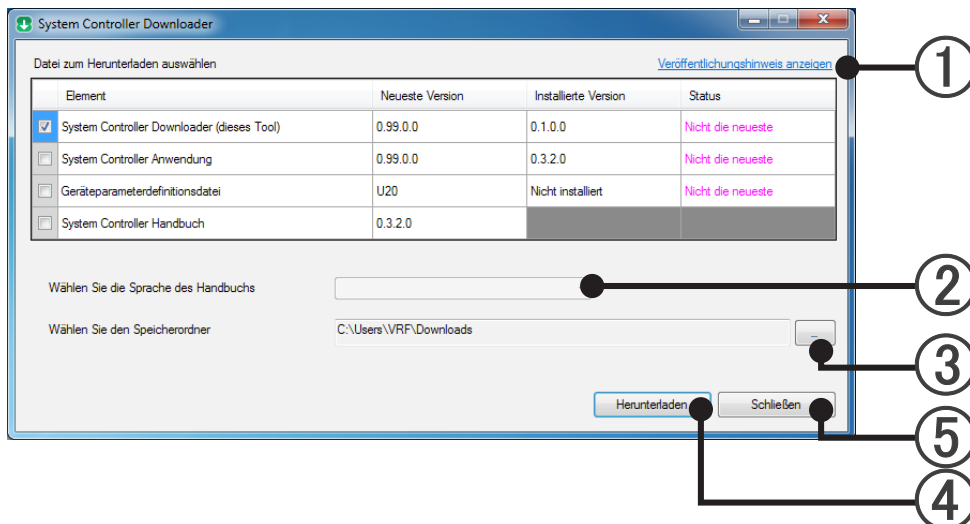 System Controller Downloader
Datei zum Herunterladen auswählen Veröffentlichungshinweis anzeigen
①
Element Neueste Version Installierte Version Status
System Controller Downloader (dieses Tool) 0.99.0.0 0.1.0.0 Nicht die neueste
System Controller Anwendung 0.99.0.0 0.3.2.0 Nicht die neueste
Geräteparameterdefinitionsdatei U20 Nicht installiert Nicht die neueste
System Controller Handbuch 0.3.2.0
Wählen Sie die Sprache des Handbuchs
②
Wählen Sie den Speicherordner C:\Users\VRF\Downloads ...
③
Herunterladen Schließen
⑤
④